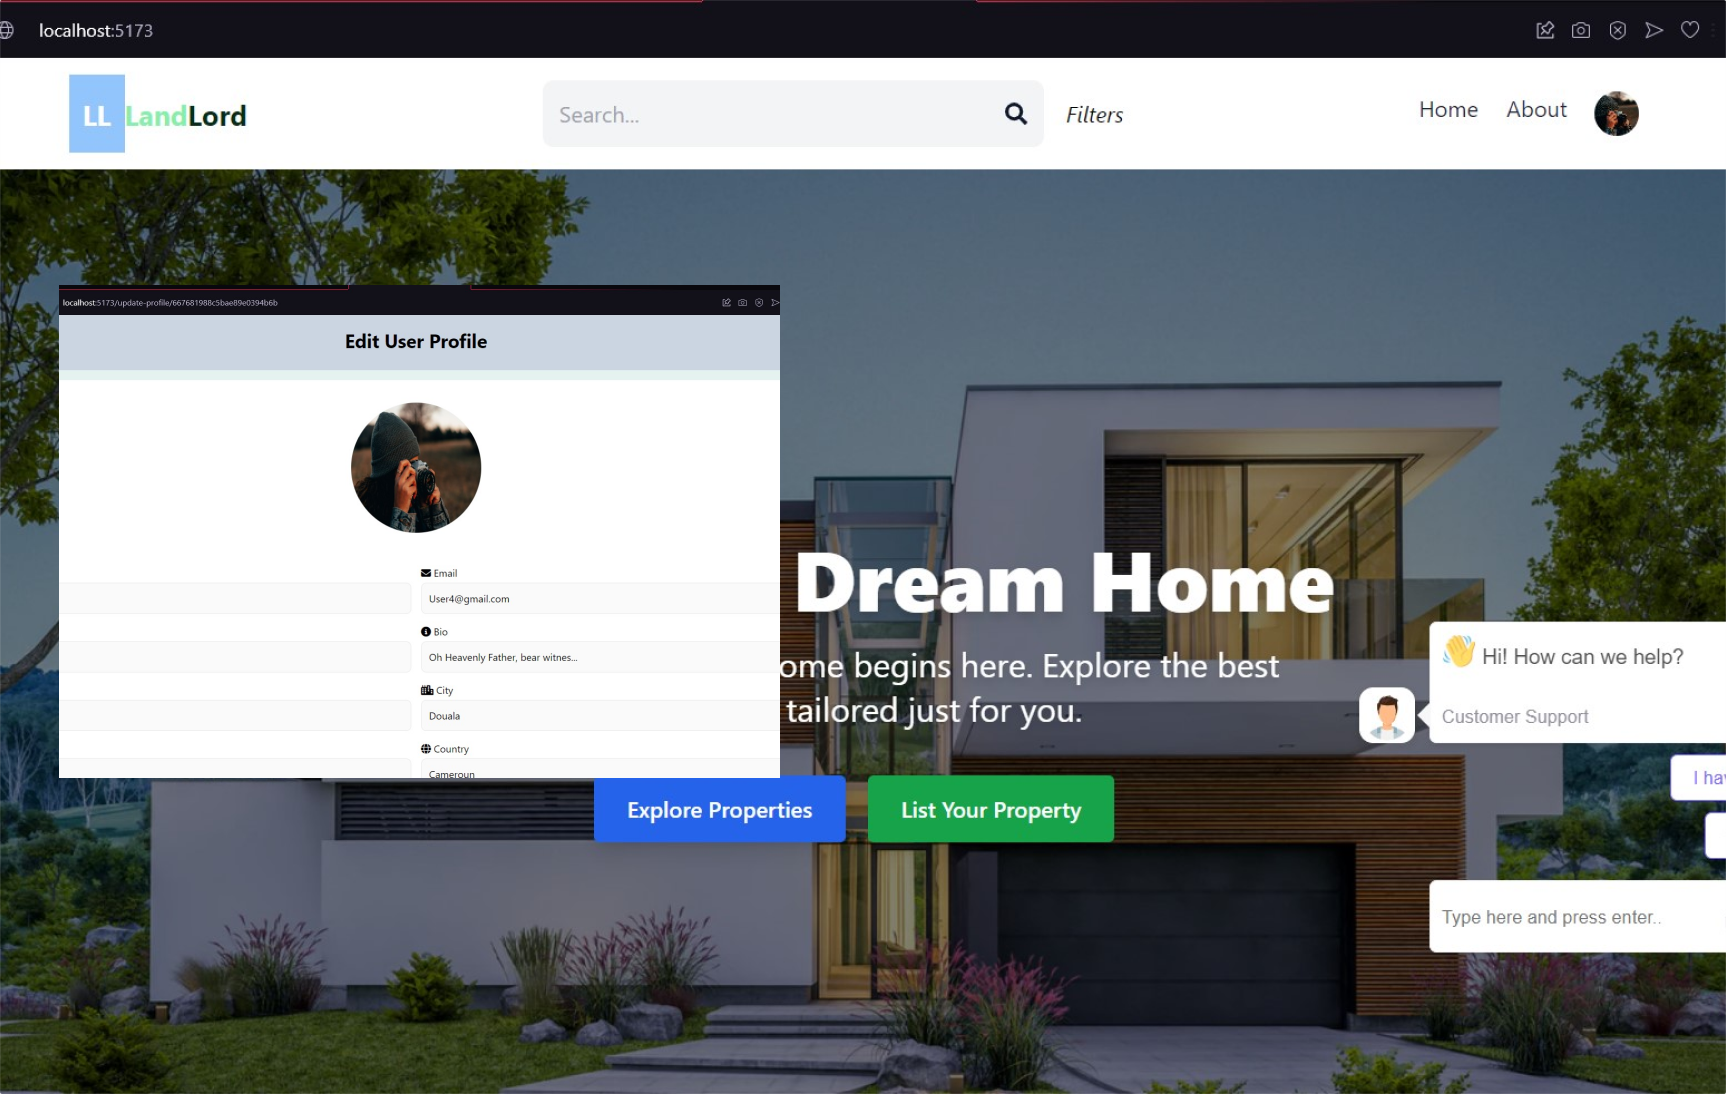 localhost:5173
LL LandLord
Search...
Filters
Home
About
localhost:5173/update-profile/667681988c5bae89e0394b6b
Edit User Profile
Email
User4@gmail.com
Bio
Oh Heavenly Father, bear witnes...
City
Douala
Country
Cameroun
Dream Home
ome begins here. Explore the best
tailored just for you.
Explore Properties
List Your Property
👋 Hi! How can we help?
Customer Support
I hav
Type here and press enter..